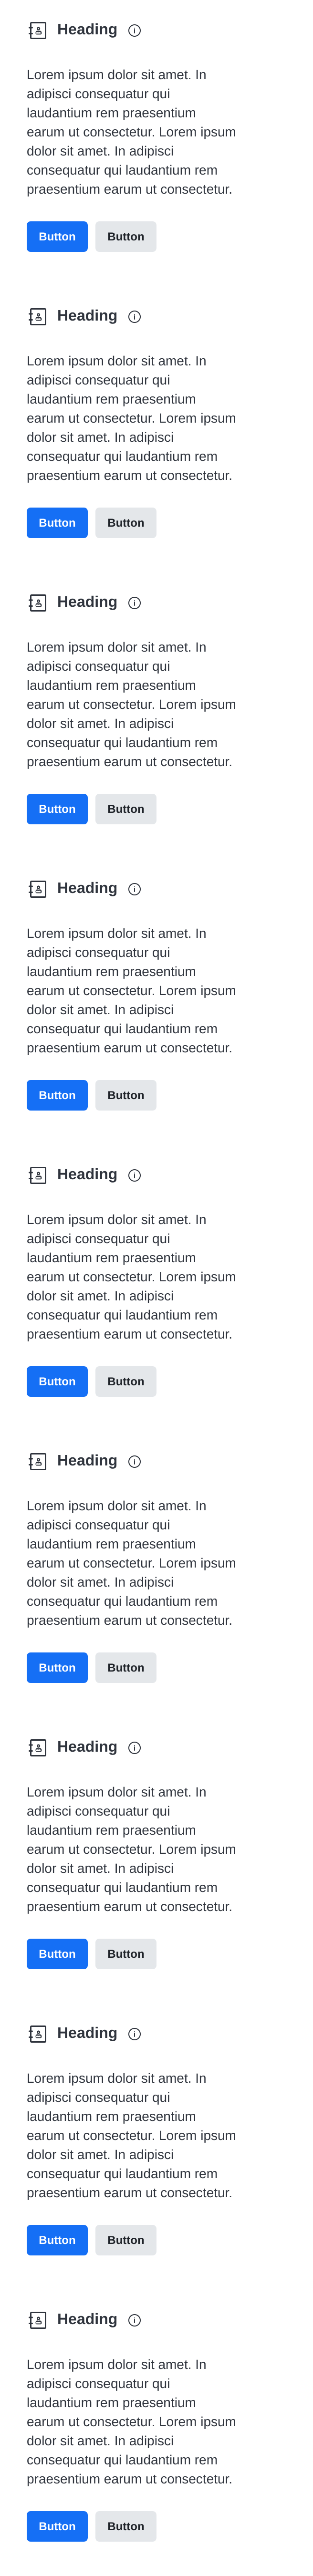 Heading
Lorem ipsum dolor sit amet. In
adipisci consequatur qui
laudantium rem praesentium
earum ut consectetur. Lorem ipsum
dolor sit amet. In adipisci
consequatur qui laudantium rem
praesentium earum ut consectetur.
Button Button
Heading
Lorem ipsum dolor sit amet. In
adipisci consequatur qui
laudantium rem praesentium
earum ut consectetur. Lorem ipsum
dolor sit amet. In adipisci
consequatur qui laudantium rem
praesentium earum ut consectetur.
Button Button
Heading
Lorem ipsum dolor sit amet. In
adipisci consequatur qui
laudantium rem praesentium
earum ut consectetur. Lorem ipsum
dolor sit amet. In adipisci
consequatur qui laudantium rem
praesentium earum ut consectetur.
Button Button
Heading
Lorem ipsum dolor sit amet. In
adipisci consequatur qui
laudantium rem praesentium
earum ut consectetur. Lorem ipsum
dolor sit amet. In adipisci
consequatur qui laudantium rem
praesentium earum ut consectetur.
Button Button
Heading
Lorem ipsum dolor sit amet. In
adipisci consequatur qui
laudantium rem praesentium
earum ut consectetur. Lorem ipsum
dolor sit amet. In adipisci
consequatur qui laudantium rem
praesentium earum ut consectetur.
Button Button
Heading
Lorem ipsum dolor sit amet. In
adipisci consequatur qui
laudantium rem praesentium
earum ut consectetur. Lorem ipsum
dolor sit amet. In adipisci
consequatur qui laudantium rem
praesentium earum ut consectetur.
Button Button
Heading
Lorem ipsum dolor sit amet. In
adipisci consequatur qui
laudantium rem praesentium
earum ut consectetur. Lorem ipsum
dolor sit amet. In adipisci
consequatur qui laudantium rem
praesentium earum ut consectetur.
Button Button
Heading
Lorem ipsum dolor sit amet. In
adipisci consequatur qui
laudantium rem praesentium
earum ut consectetur. Lorem ipsum
dolor sit amet. In adipisci
consequatur qui laudantium rem
praesentium earum ut consectetur.
Button Button
Heading
Lorem ipsum dolor sit amet. In
adipisci consequatur qui
laudantium rem praesentium
earum ut consectetur. Lorem ipsum
dolor sit amet. In adipisci
consequatur qui laudantium rem
praesentium earum ut consectetur.
Button Button